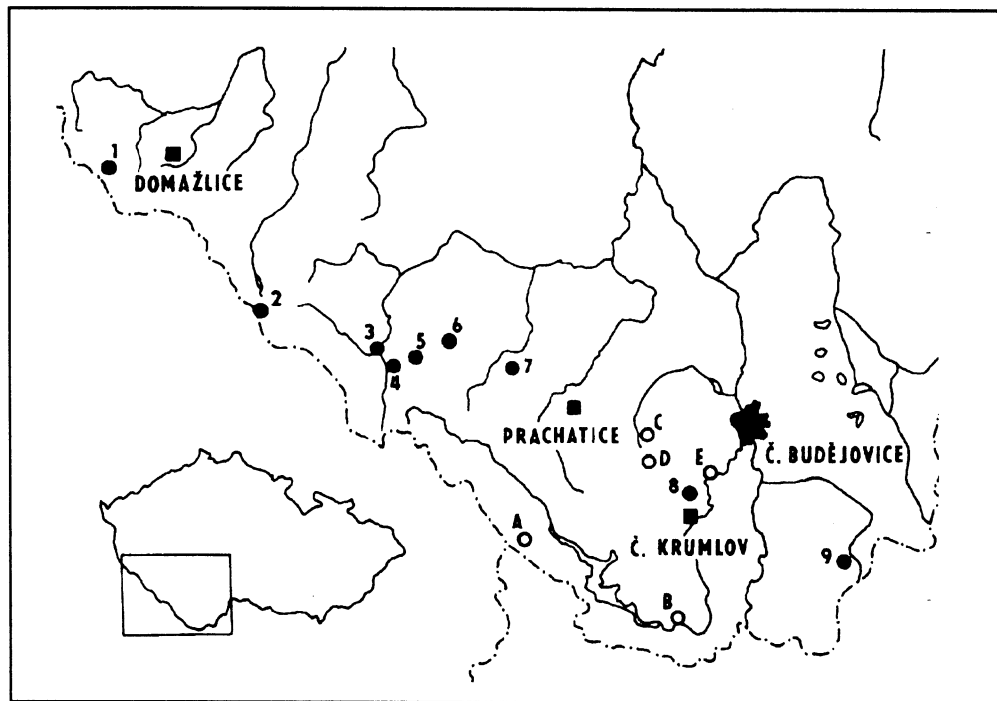 1
DOMAŽLICE
2
3
4
5
6
7
PRACHATICE
C
D
E
Č. BUDĚJOVICE
8
A
Č. KRUMLOV
9
B